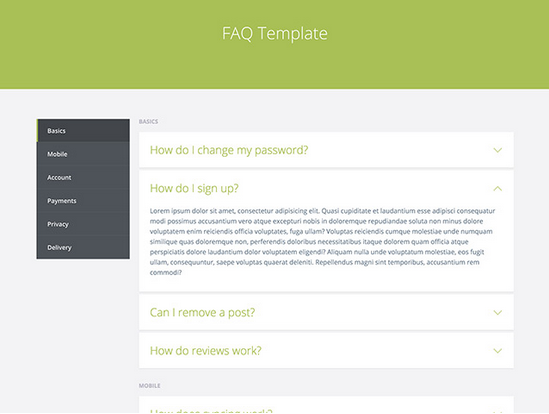 FAQ Template
Basics
Mobile
Account
Payments
Privacy
Delivery
BASICS
How do I change my password?
How do I sign up?
Lorem ipsum dolor sit amet, consectetur adipisicing elit. Quasi cupiditate et laudantium esse adipisci consequatur
modi possimus accusantium vero atque excepturi nobis in doloremque repudiandae soluta non minus dolore
voluptatem enim reiciendis officia voluptates, fuga ullam? Voluptas reiciendis cumque molestiae unde numquam
similique quas doloremque non, perferendis doloribus necessitatibus itaque dolorem quam officia atque
perspiciatis dolore laudantium dolor voluptatem eligendi? Aliquam nulla unde voluptatum molestiae, eos fugit
ullam, consequuntur, saepe voluptas quaerat deleniti. Repellendus magni sint temporibus, accusantium rem
commodi?
Can I remove a post?
How do reviews work?
MOBILE
How does syncing work?